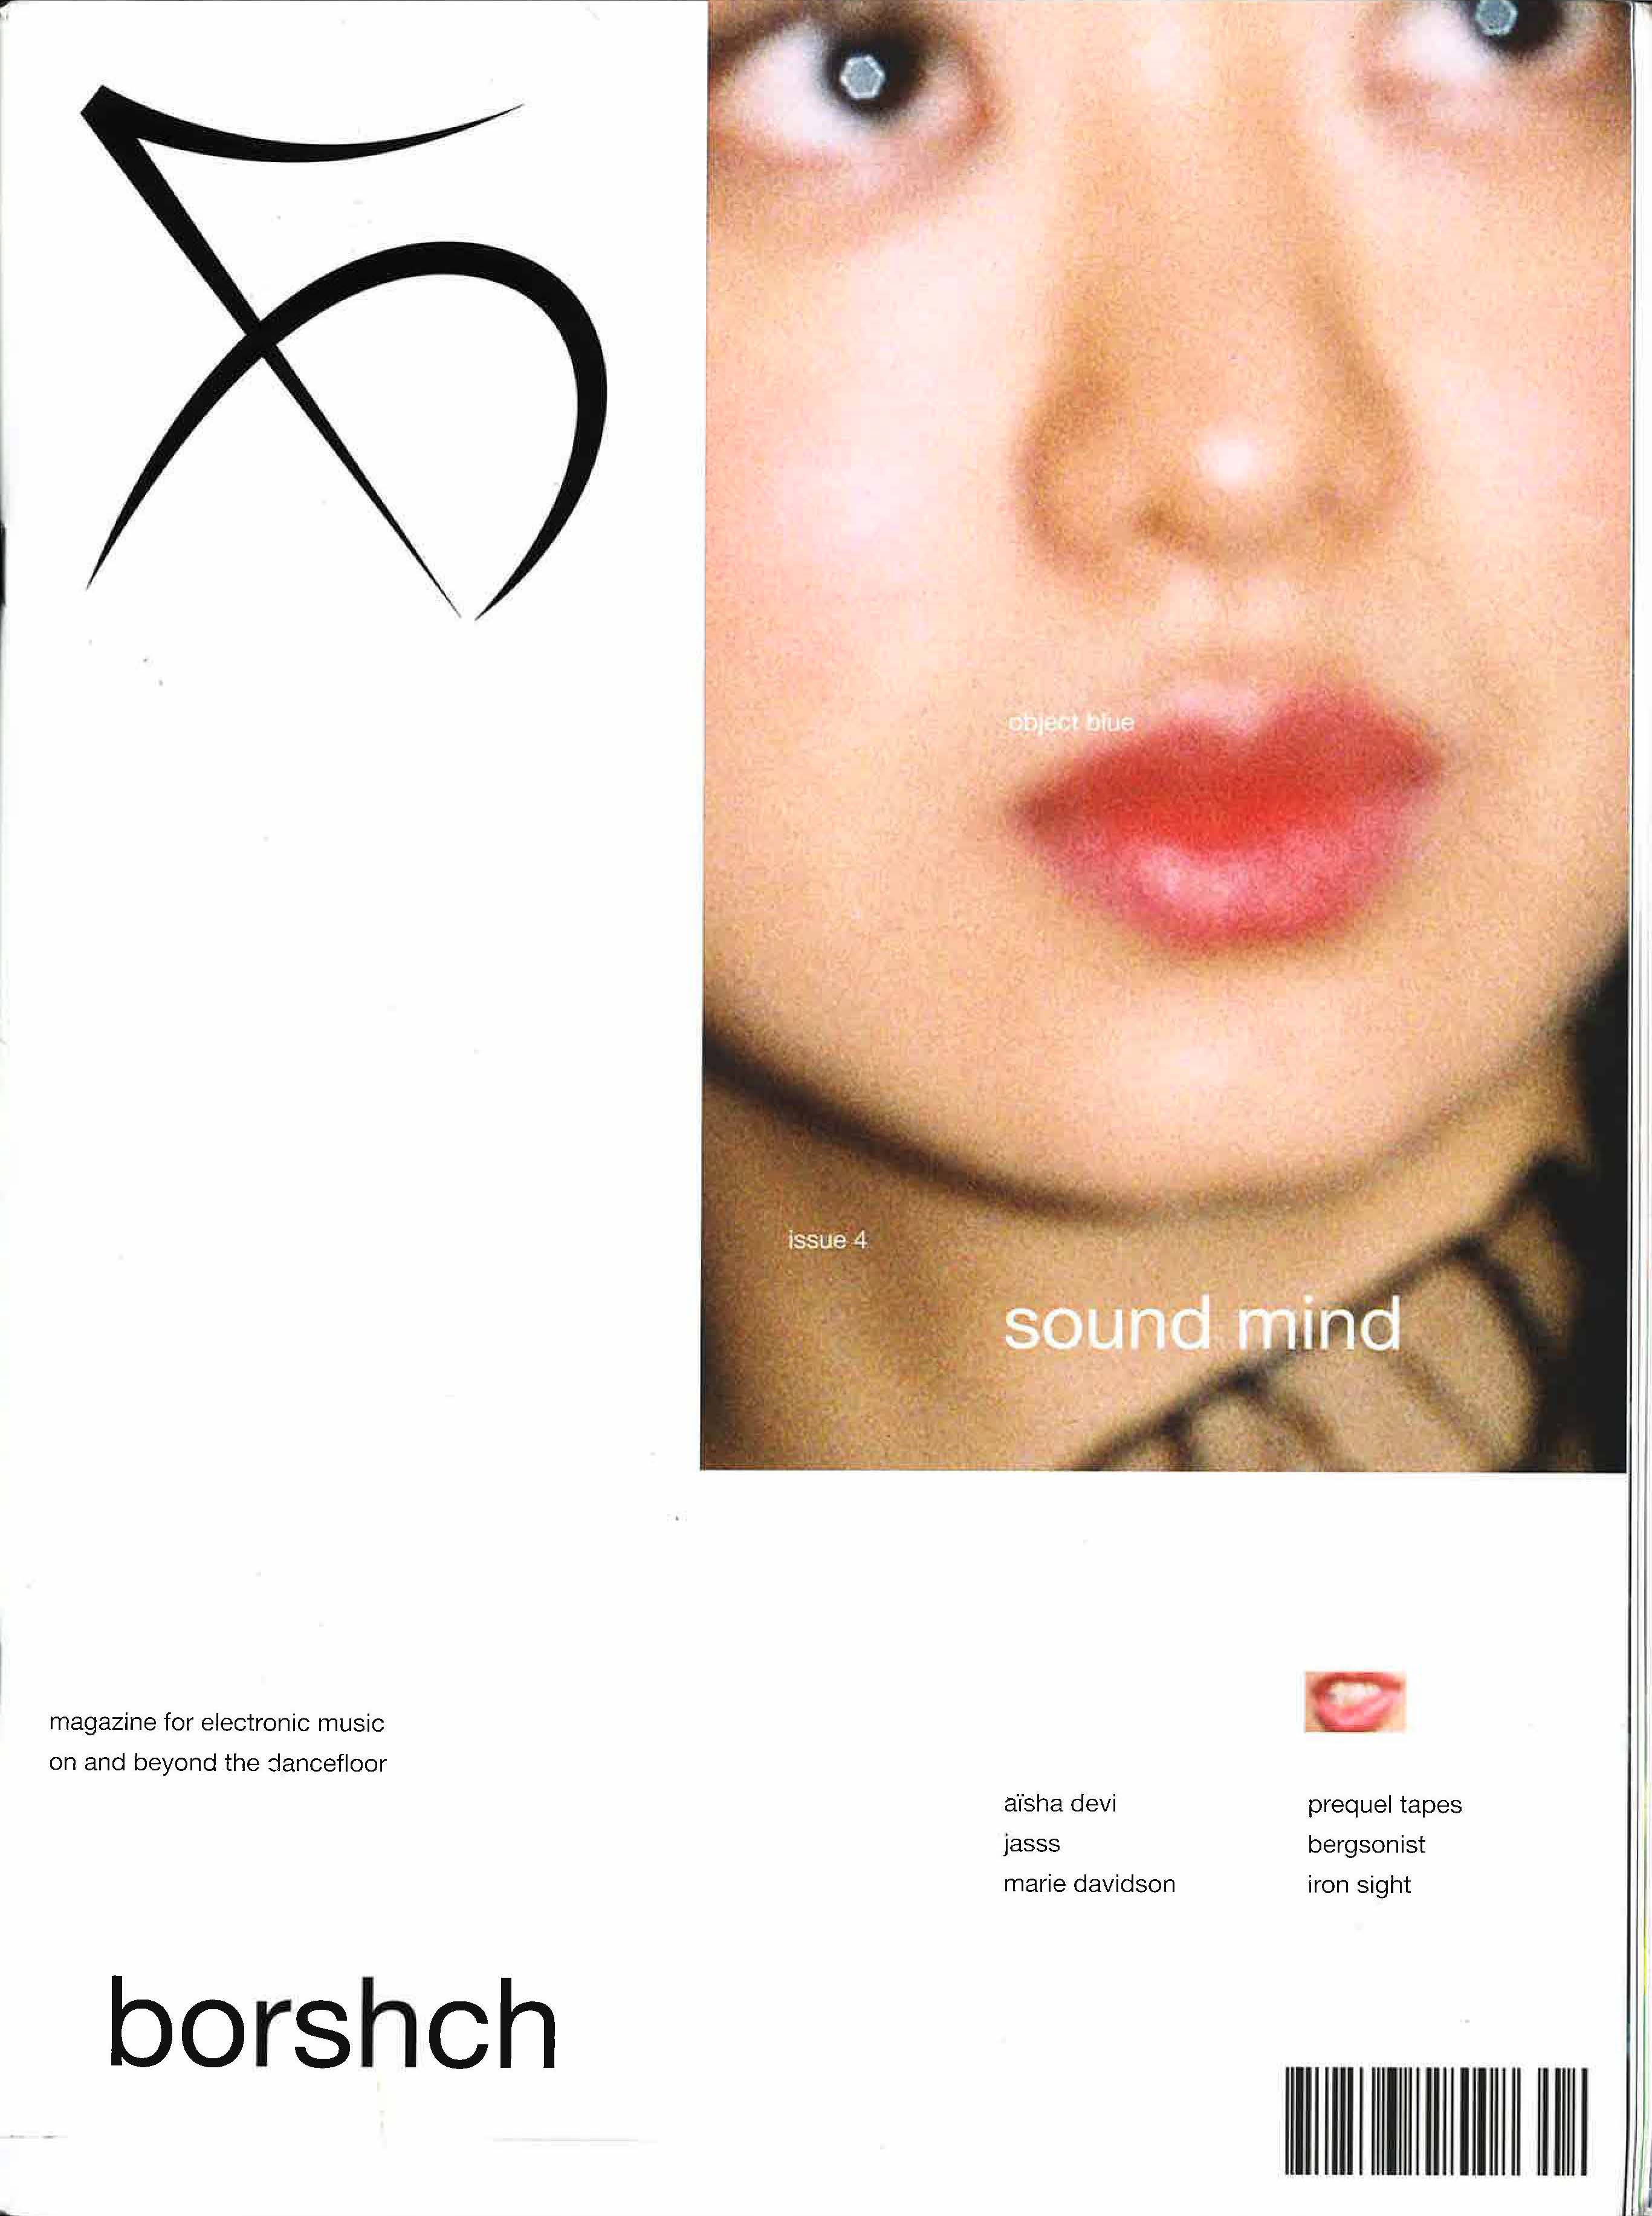 object blue
issue 4
sound mind
magazine for electronic music
on and beyond the dancefloor
aïsha devi
jasss
marie davidson
prequel tapes
bergsonist
iron sight
borshch